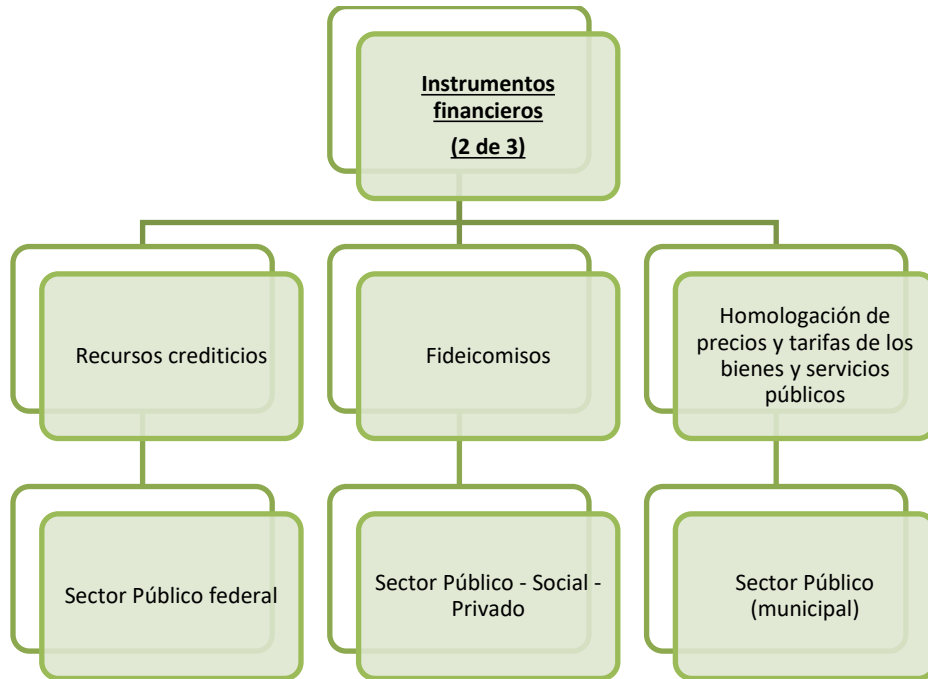 Instrumentos
financieros
(2 de 3)
Recursos crediticios
Fideicomisos
Homologación de
precios y tarifas de los
bienes y servicios
públicos
Sector Público federal
Sector Público - Social -
Privado
Sector Público
(municipal)